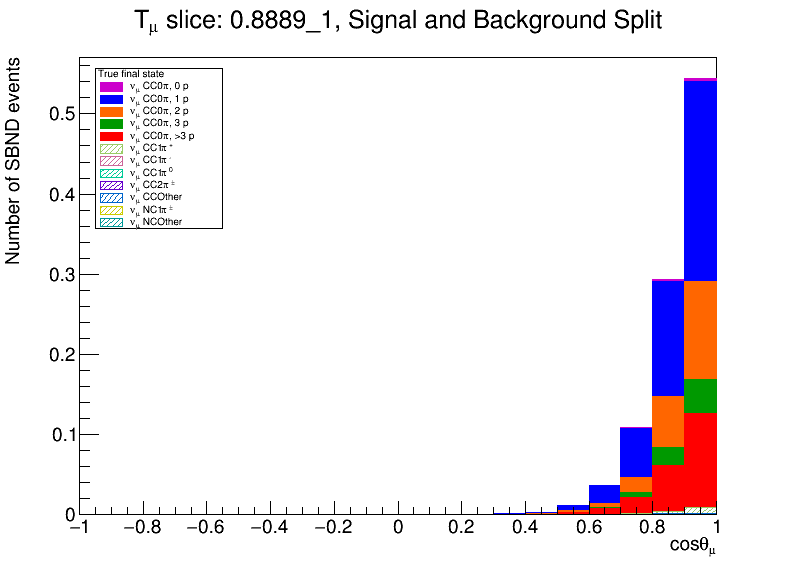 Tμ slice: 0.8889_1, Signal and Background Split
Number of SBND events
True final state
νμ CC0π, 0 p
νμ CC0π, 1 p
νμ CC0π, 2 p
νμ CC0π, 3 p
νμ CC0π, >3 p
νμ CC1π⁺
νμ CC1π⁻
νμ CC1π⁰
νμ CC2π±
νμ CCOther
νμ NC1π±
νμ NCOther
0.5
0.4
0.3
0.2
0.1
0
−1 −0.8 −0.6 −0.4 −0.2 0 0.2 0.4 0.6 0.8 1
cosθμ